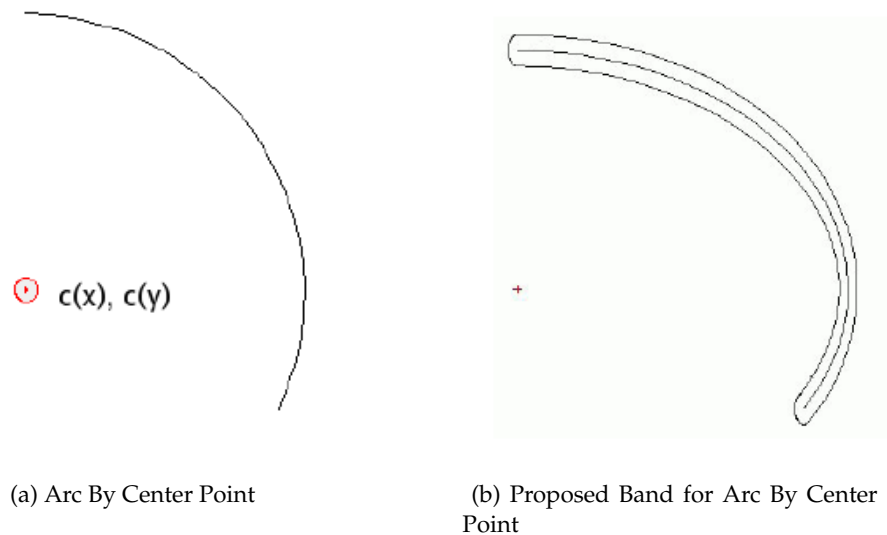 c(x), c(y)
(a) Arc By Center Point
(b) Proposed Band for Arc By Center
Point